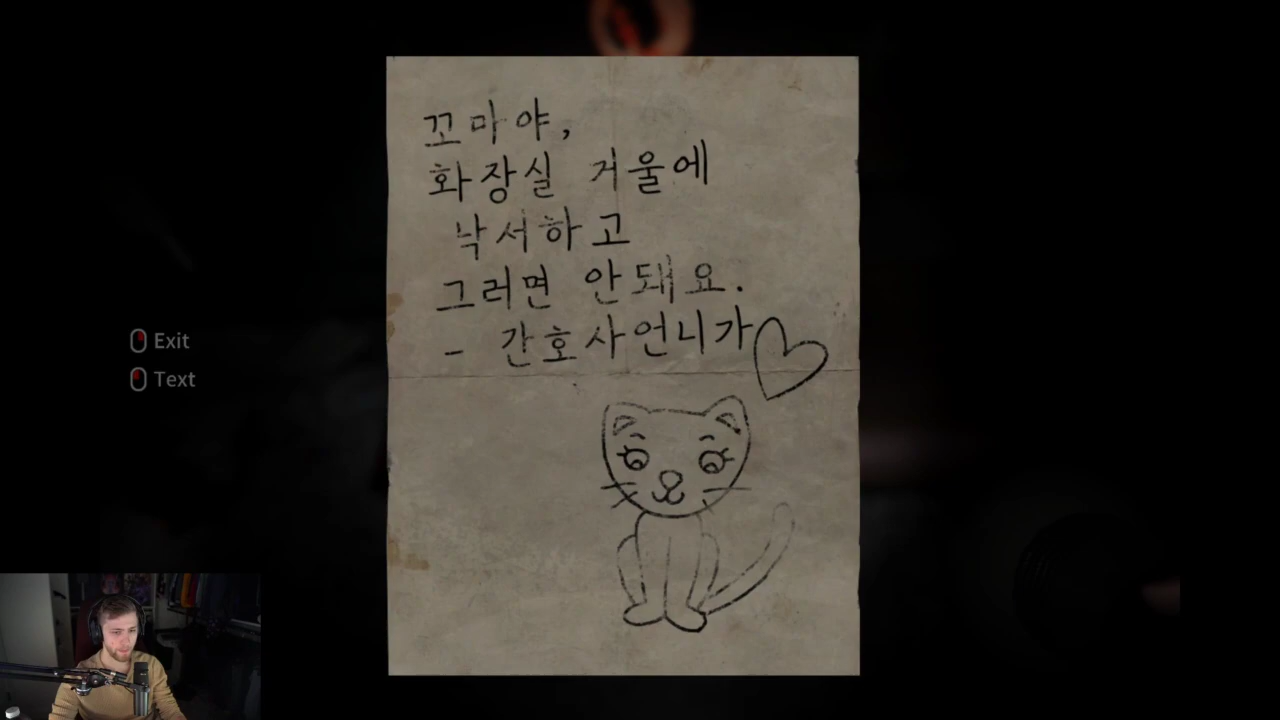 꼬마야,
화장실 거울에
낙서하고
그러면 안돼요.
- 간호사언니가
Exit
Text